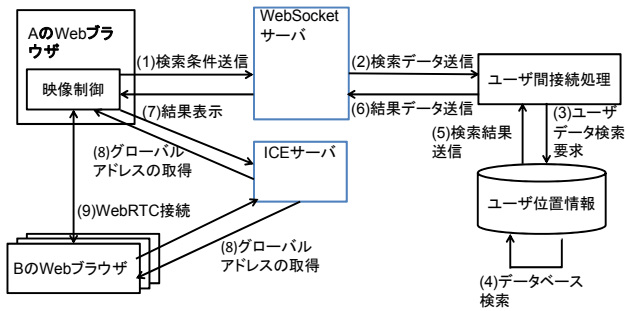 AのWebブラ
ウザ
映像制御
WebSocket
サーバ
(1)検索条件送信
(2)検索データ送信
ユーザ間接続処理
(6)結果データ送信
(7)結果表示
(3)ユーザ
データ検索
要求
(5)検索結果
送信
(8)グローバル
アドレスの取得
ICEサーバ
ユーザ位置情報
(9)WebRTC接続
(8)グローバル
アドレスの取得
BのWebブラウザ
(4)データベース
検索